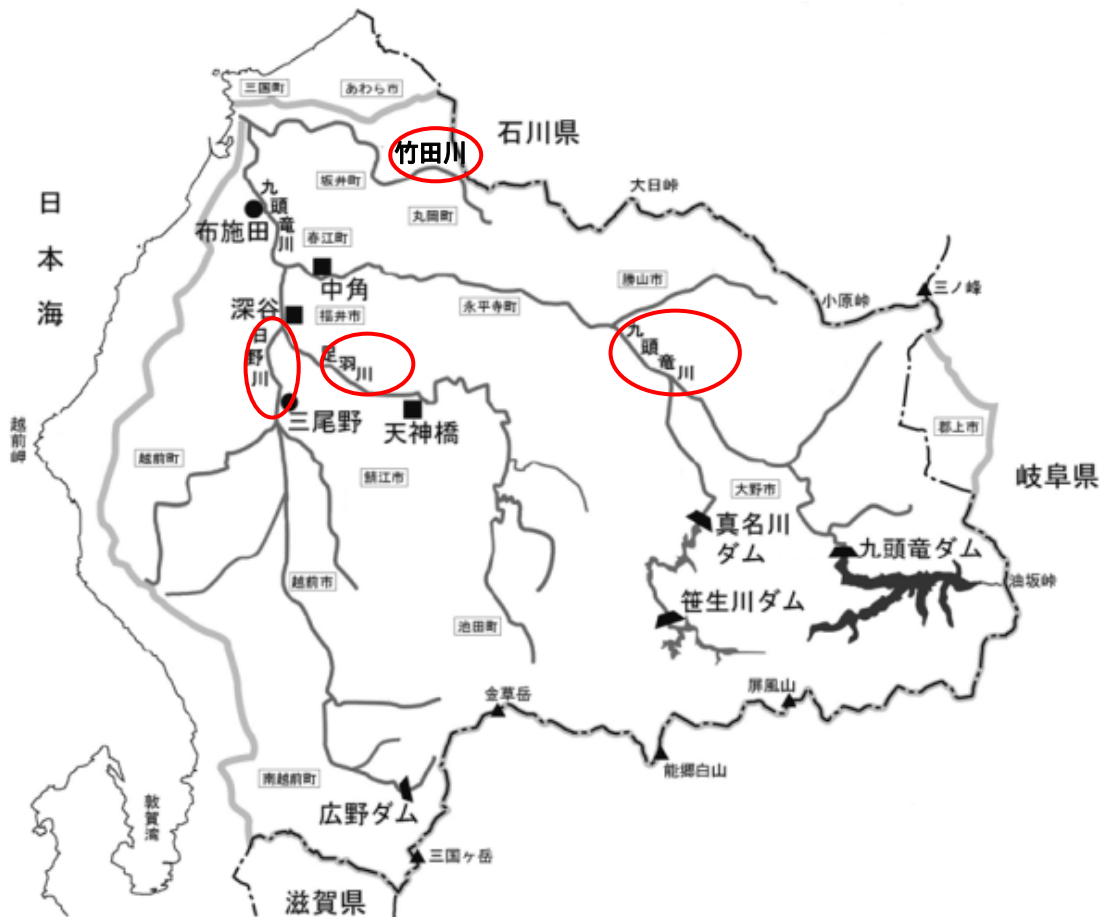 三国町
あわら市
石川県
竹田川
坂井町
丸岡町
大日峠
日本海
九頭竜川
布施田
春江町
中角
勝山市
小原峠
三ノ峰
永平寺町
深谷
福井市
日野川
足羽川
九頭竜川
三尾野
天神橋
越前岬
越前町
鯖江市
郡上市
岐阜県
大野市
真名川
ダム
九頭竜ダム
油坂峠
越前市
笹生川ダム
池田町
金草岳
屏風山
能郷白山
南越前町
敦賀湾
広野ダム
三国ヶ岳
滋賀県